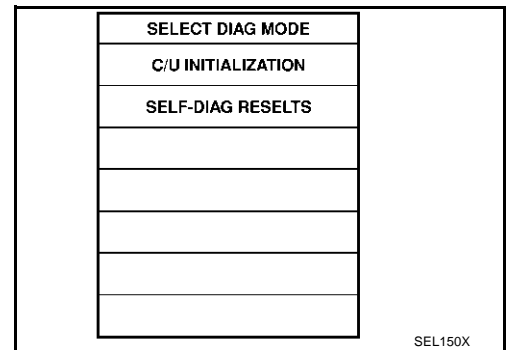 SELECT DIAG MODE
C/U INITIALIZATION
SELF-DIAG RESELTS
SEL150X